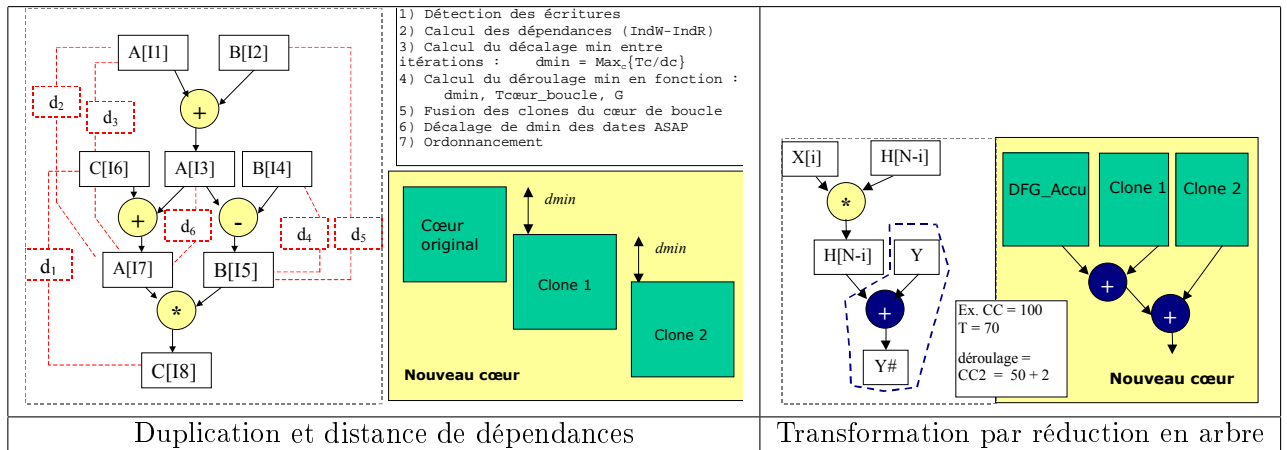 A[I1]
B[I2]
d2
d3
+
C[I6]
A[I3]
B[I4]
+
d6
-
d4
d5
d1
A[I7]
B[I5]
*
C[I8]
1) Détection des écritures
2) Calcul des dépendances (IndW-IndR)
3) Calcul du décalage min entre
itérations : dmin = Maxc{Tc/dc}
4) Calcul du déroulage min en fonction :
dmin, Tcœur_boucle, G
5) Fusion des clones du cœur de boucle
6) Décalage de dmin des dates ASAP
7) Ordonnancement
Cœur
original
dmin
Clone 1
dmin
Clone 2
Nouveau cœur
X[i]
H[N-i]
*
H[N-i]
Y
+
Y#
Ex. CC = 100
T = 70
déroulage =
CC2 = 50 + 2
DFG_Accu
Clone 1
Clone 2
+
+
Nouveau cœur
Duplication et distance de dépendances
Transformation par réduction en arbre